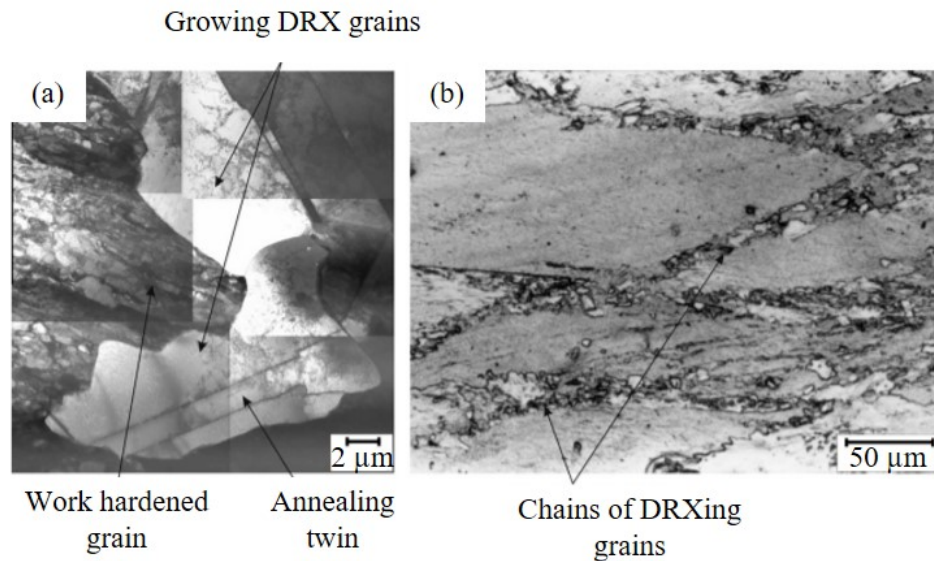 Growing DRX grains
(a)
(b)
2 µm
50 µm
Work hardened
grain
Annealing
twin
Chains of DRXing
grains